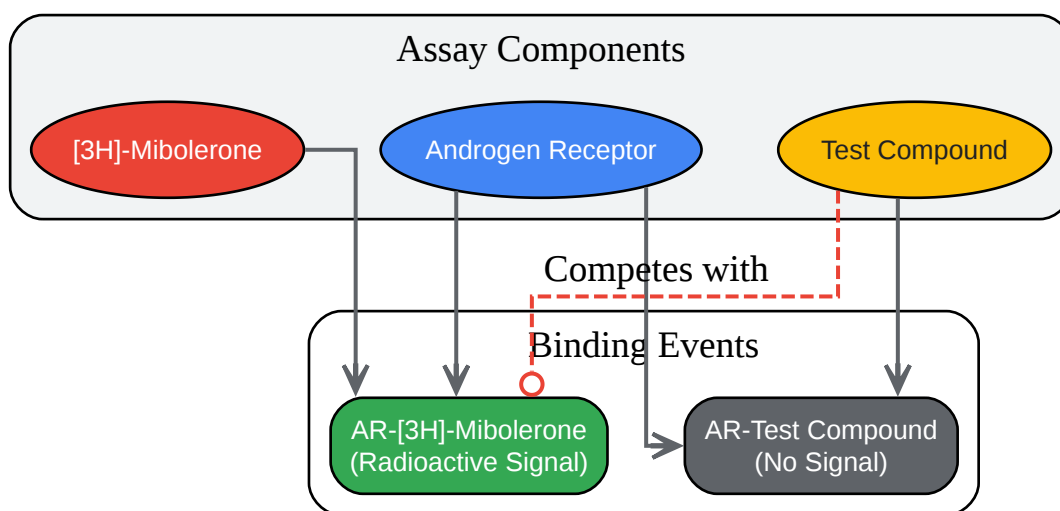 Assay Components
[3H]-Mibolerone
Androgen Receptor
Test Compound
Competes with
Binding Events
AR-[3H]-Mibolerone
(Radioactive Signal)
AR-Test Compound
(No Signal)